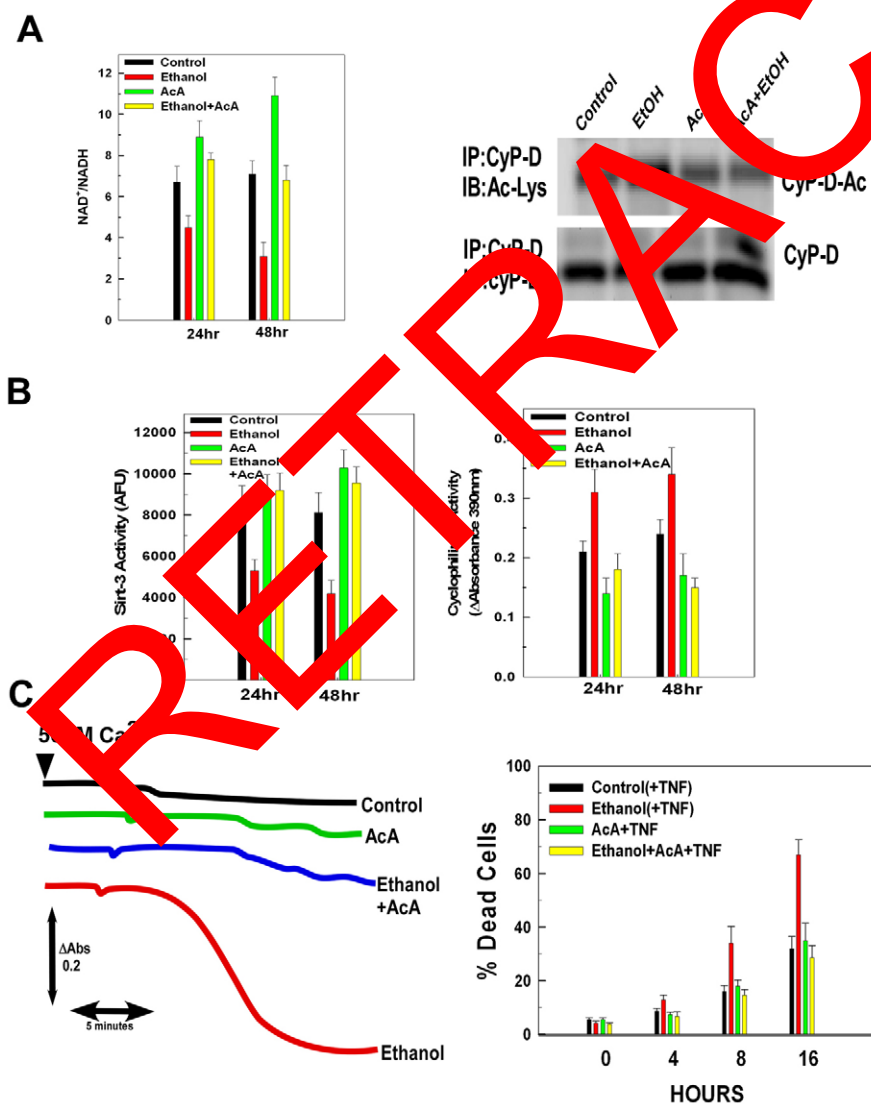 A
Control
Ethanol
AcA
Ethanol+AcA
12
10
8
6
4
2
0
NAD+/NADH
24hr
48hr
Control
EtOH
AcA+EtOH
IP:CyP-D
IB:Ac-Lys
CyP-D-Ac
IP:CyP-D
CyP-D
RETRAC
B
Control
Ethanol
AcA
Ethanol
+AcA
12000
10000
8000
6000
4000
Sirt-3 Activity (AFU)
24hr
48hr
Control
Ethanol
AcA
Ethanol+AcA
0.3
0.2
0.1
0.0
(ΔAbsorbance 390nm)
24hr
48hr
C
Control
AcA
Ethanol
+AcA
ΔAbs
0.2
5 minutes
Ethanol
100
80
60
40
20
0
% Dead Cells
Control(+TNF)
Ethanol(+TNF)
AcA+TNF
Ethanol+AcA+TNF
0
4
8
16
HOURS